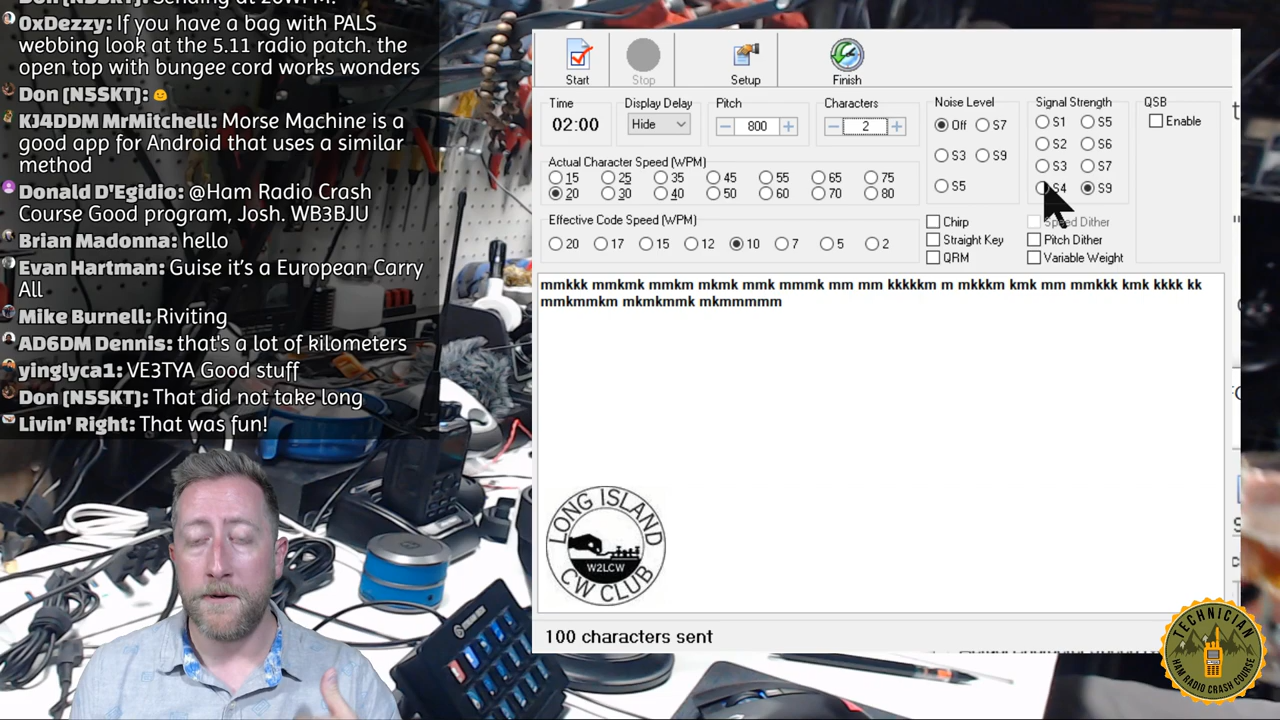 Don (N5SKT): Sending at 20WPM.
0xDezzy: If you have a bag with PALS
webbing look at the 5.11 radio patch. the
open top with bungee cord works wonders
Don (N5SKT):
KJ4DDM MrMitchell: Morse Machine is a
good app for Android that uses a similar
method
Donald D'Egidio: @Ham Radio Crash
Course Good program, Josh. WB3BJU
Brian Madonna: hello
Evan Hartman: Guise it's a European Carry
All
Mike Burnell: Riviting
AD6DM Dennis: that's a lot of kilometers
yinglyca1: VE3TYA Good stuff
Don (N5SKT): That did not take long
Livin' Right: That was fun!
Start Stop Setup Finish
Time
02:00
Display Delay
Hide
Pitch
800
Characters
2
Noise Level
Off S7
S3 S9
S5
Signal Strength
S1 S5
S2 S6
S3 S7
S4 S9
QSB
Enable
Actual Character Speed (WPM)
15 25 35 45 55 65 75
20 30 40 50 60 70 80
Effective Code Speed (WPM)
20 17 15 12 10 7 5 2
Chirp
Straight Key
QRM
Speed Dither
Pitch Dither
Variable Weight
mmkkk mmkmk mmkm mkmk mmk mmmk mm mm kkkkkm m mkkkm kmk mm mmkkk kmk kkkk kk
mmkmmkm mkmkmmk mkmmmmm
LONG ISLAND
W2LCW
CW CLUB
100 characters sent
TECHNICIAN
HAM RADIO CRASH COURSE